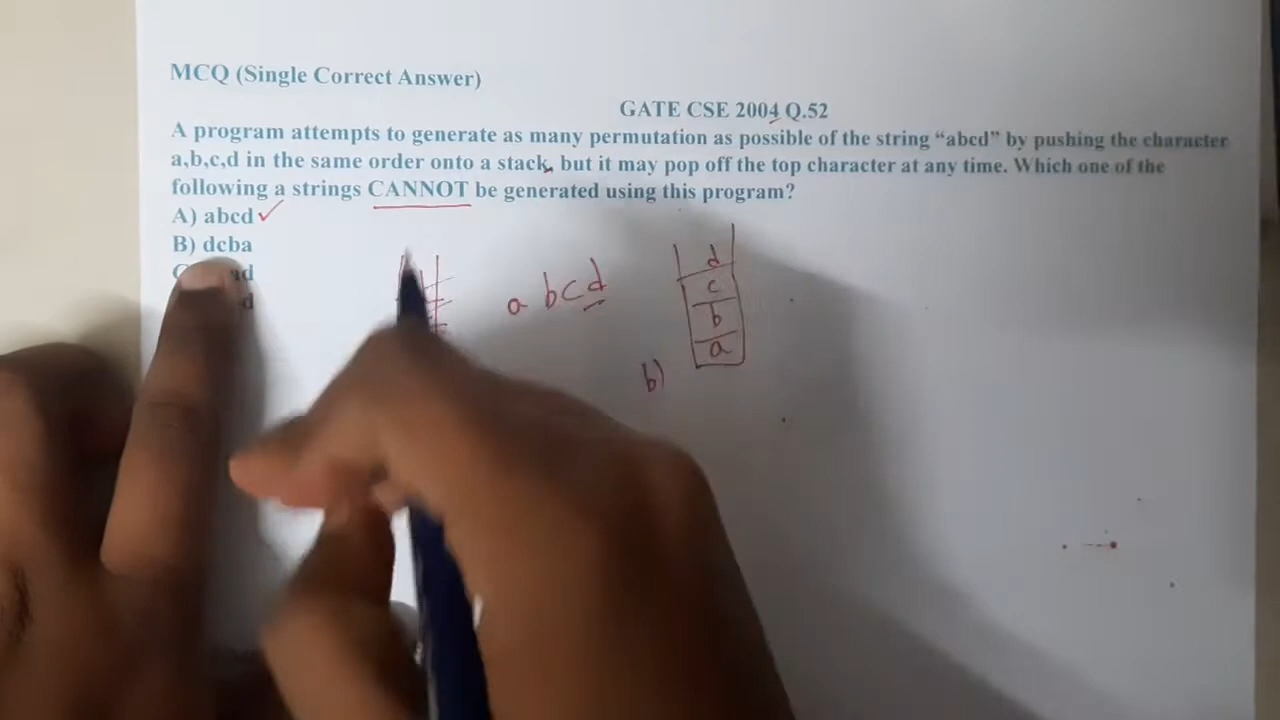 MCQ (Single Correct Answer)
GATE CSE 2004 Q.52
A program attempts to generate as many permutation as possible of the string “abcd” by pushing the character
a,b,c,d in the same order onto a stack, but it may pop off the top character at any time. Which one of the
following a strings CANNOT be generated using this program?
A) abcd ✓
B) dcba
a b c d
d
c
b
a
b)